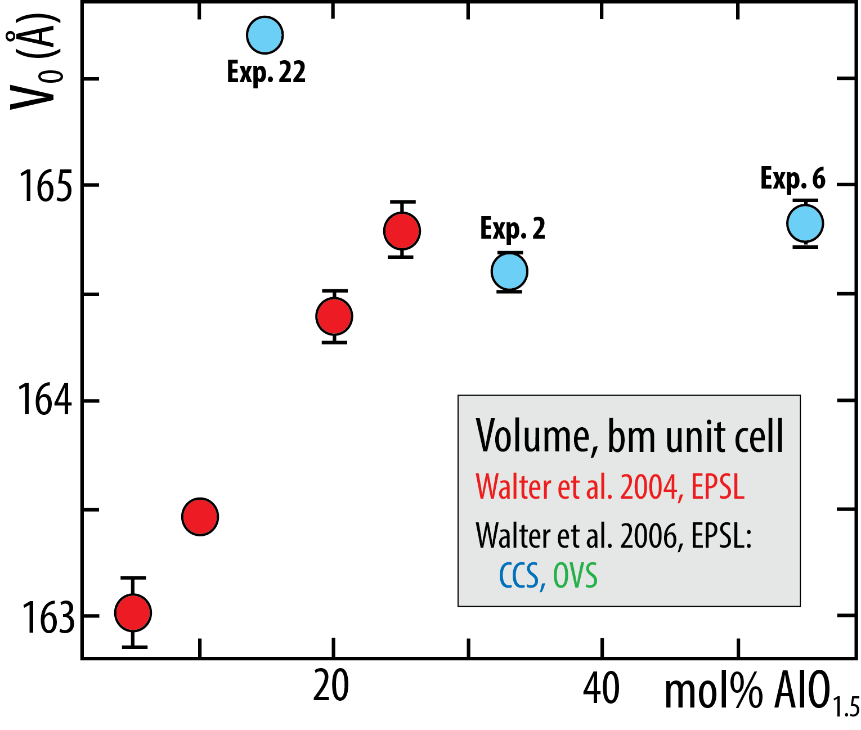 V₀ (Å)
Exp. 22
165
Exp. 6
Exp. 2
164
Volume, bm unit cell
Walter et al. 2004, EPSL
Walter et al. 2006, EPSL:
CCS, OVS
163
20
40
mol% AlO₁.₅